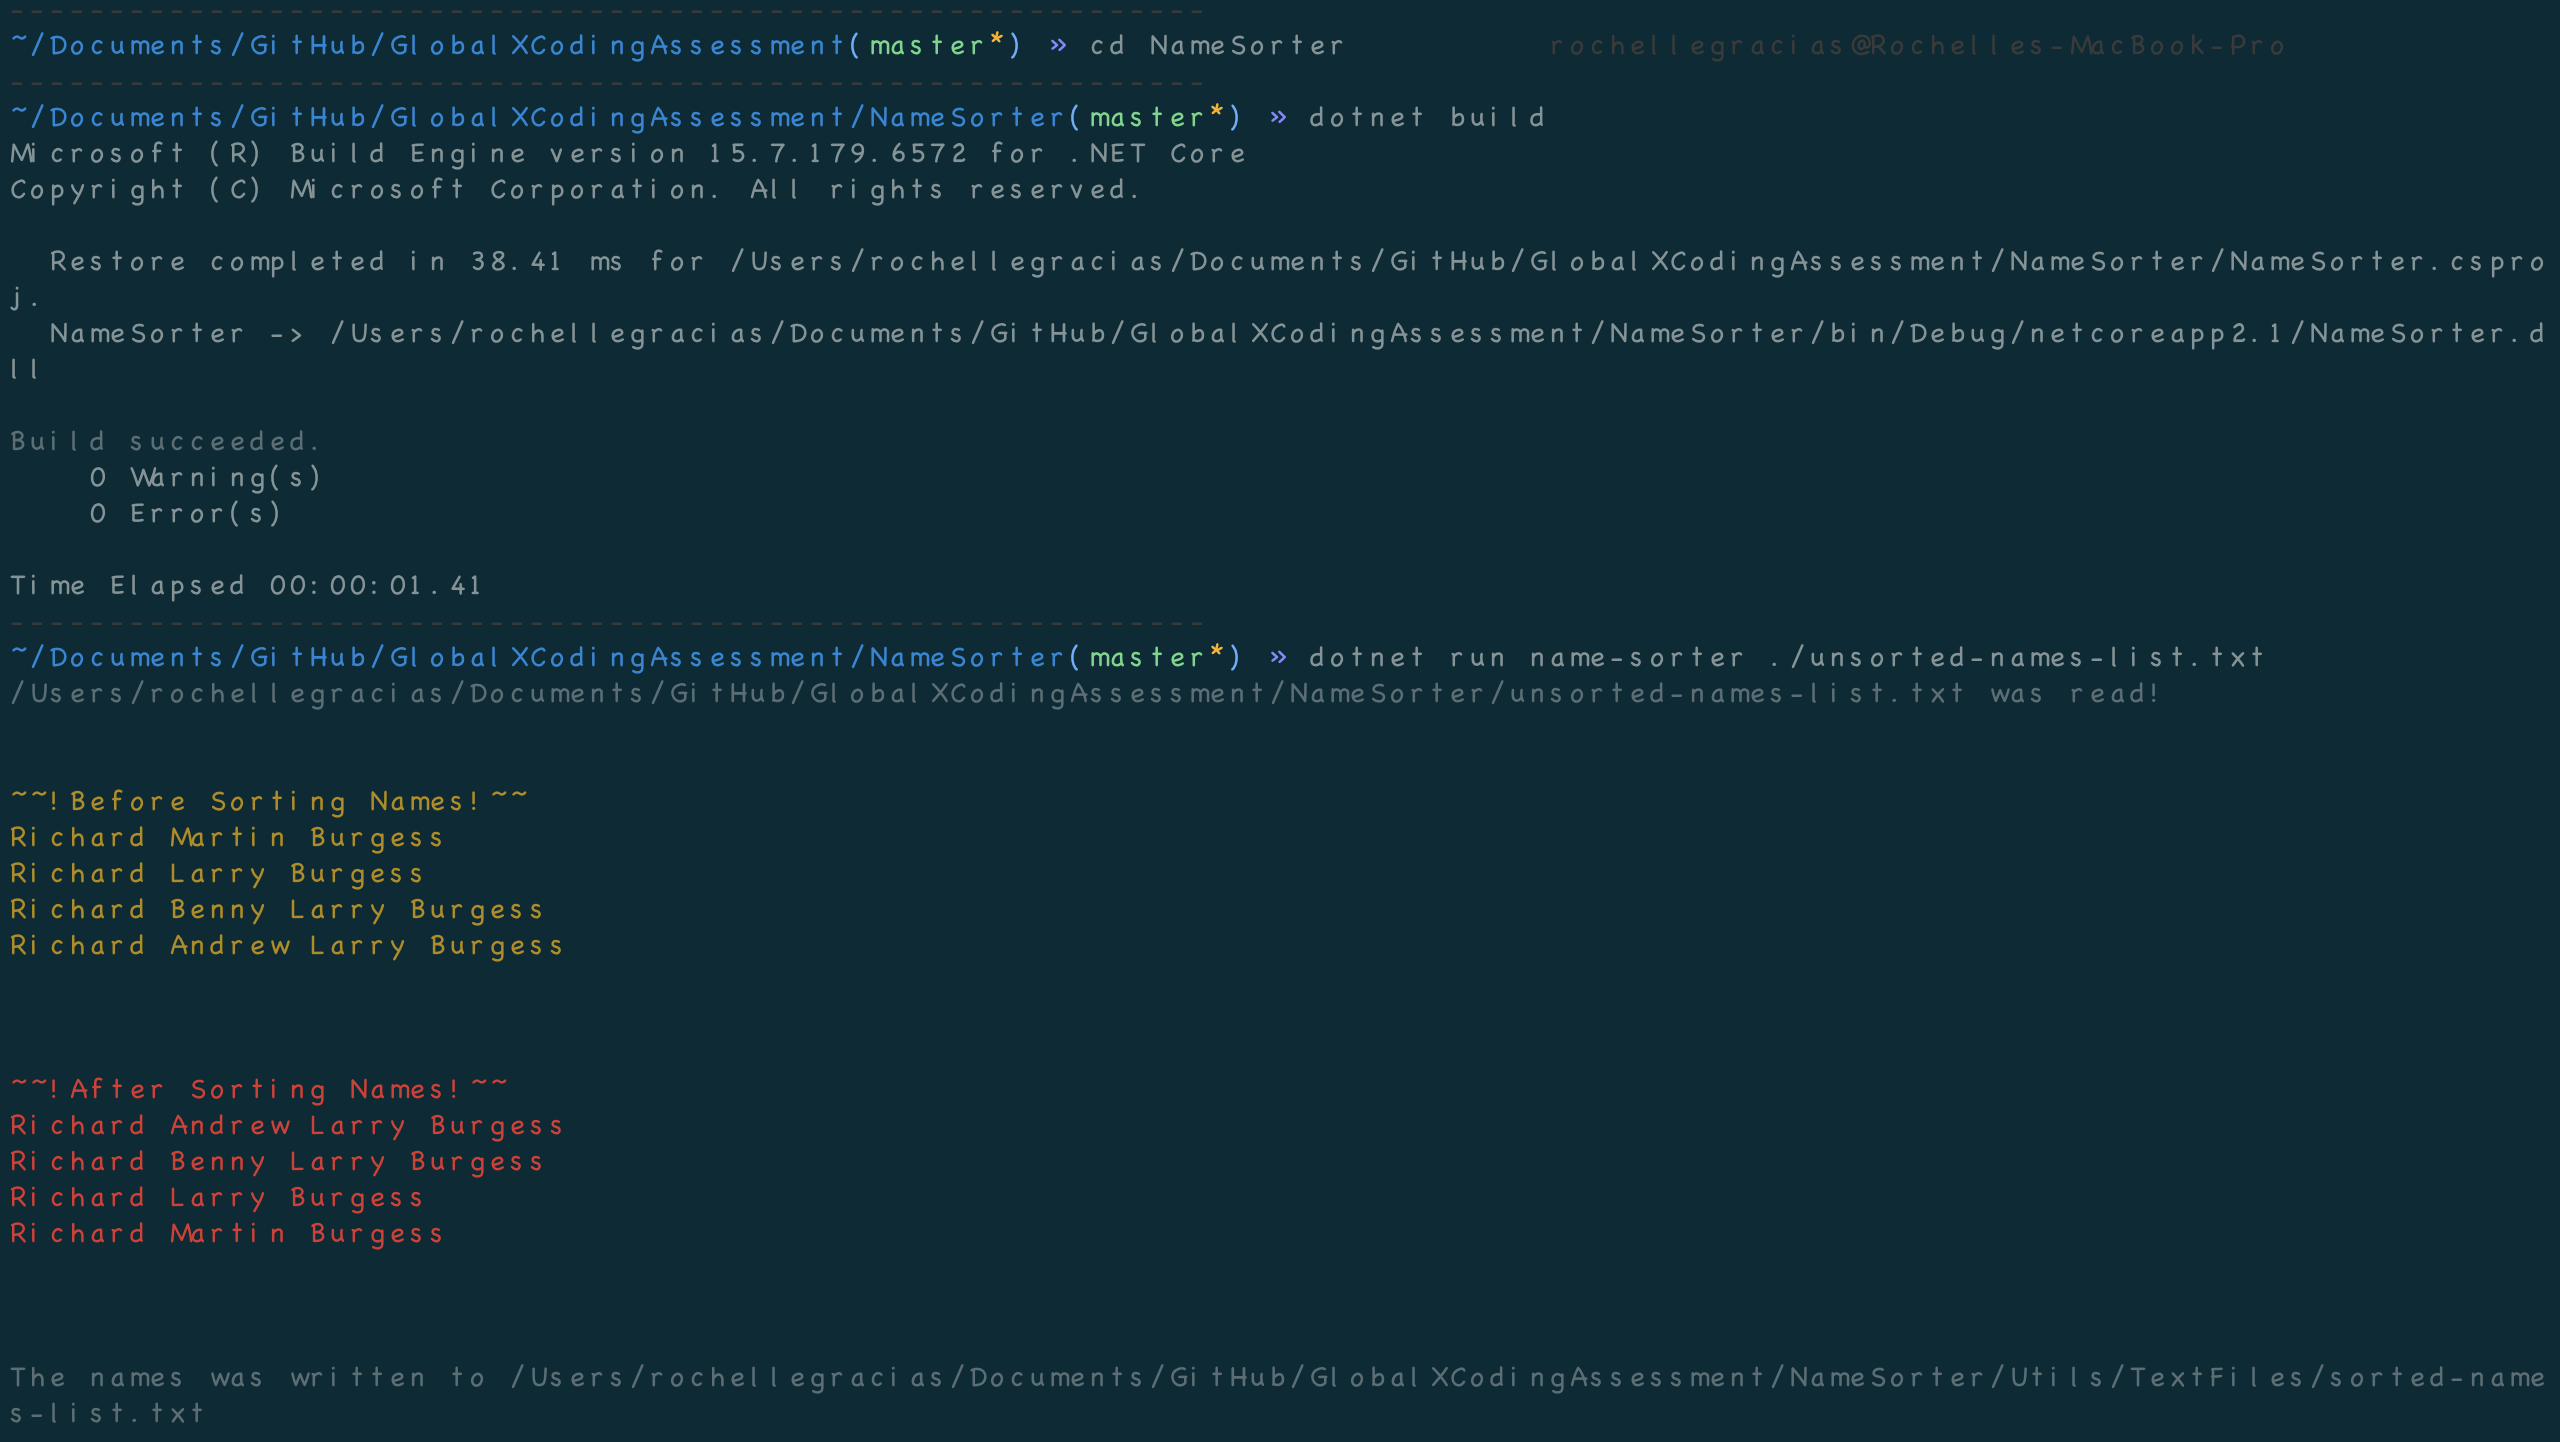 ------------------------------------------------------------
~/Documents/GitHub/GlobalXCodingAssessment(master*) » cd NameSorter rochellegracias@Rochelles-MacBook-Pro
------------------------------------------------------------
~/Documents/GitHub/GlobalXCodingAssessment/NameSorter(master*) » dotnet build
Microsoft (R) Build Engine version 15.7.179.6572 for .NET Core
Copyright (C) Microsoft Corporation. All rights reserved.
Restore completed in 38.41 ms for /Users/rochellegracias/Documents/GitHub/GlobalXCodingAssessment/NameSorter/NameSorter.cspro
j.
NameSorter -> /Users/rochellegracias/Documents/GitHub/GlobalXCodingAssessment/NameSorter/bin/Debug/netcoreapp2.1/NameSorter.d
ll
Build succeeded.
0 Warning(s)
0 Error(s)
Time Elapsed 00:00:01.41
------------------------------------------------------------
~/Documents/GitHub/GlobalXCodingAssessment/NameSorter(master*) » dotnet run name-sorter ./unsorted-names-list.txt
/Users/rochellegracias/Documents/GitHub/GlobalXCodingAssessment/NameSorter/unsorted-names-list.txt was read!
~~!Before Sorting Names!~~
Richard Martin Burgess
Richard Larry Burgess
Richard Benny Larry Burgess
Richard Andrew Larry Burgess
~~!After Sorting Names!~~
Richard Andrew Larry Burgess
Richard Benny Larry Burgess
Richard Larry Burgess
Richard Martin Burgess
The names was written to /Users/rochellegracias/Documents/GitHub/GlobalXCodingAssessment/NameSorter/Utils/TextFiles/sorted-name
s-list.txt